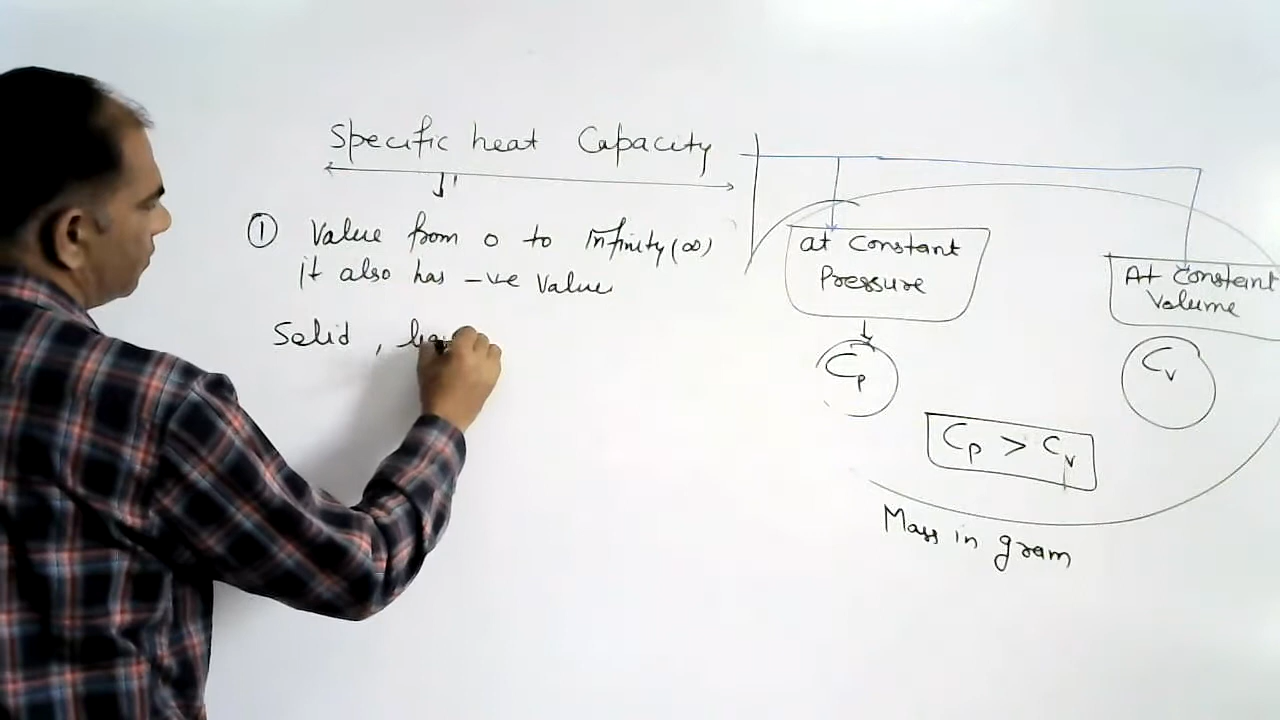 Specific heat Capacity
① Value from 0 to Infinity (∞)
it also has -ve value
Solid ,
at Constant
Pressure
Cp
At Constant
Volume
Cv
Cp > Cv
Mass in gram